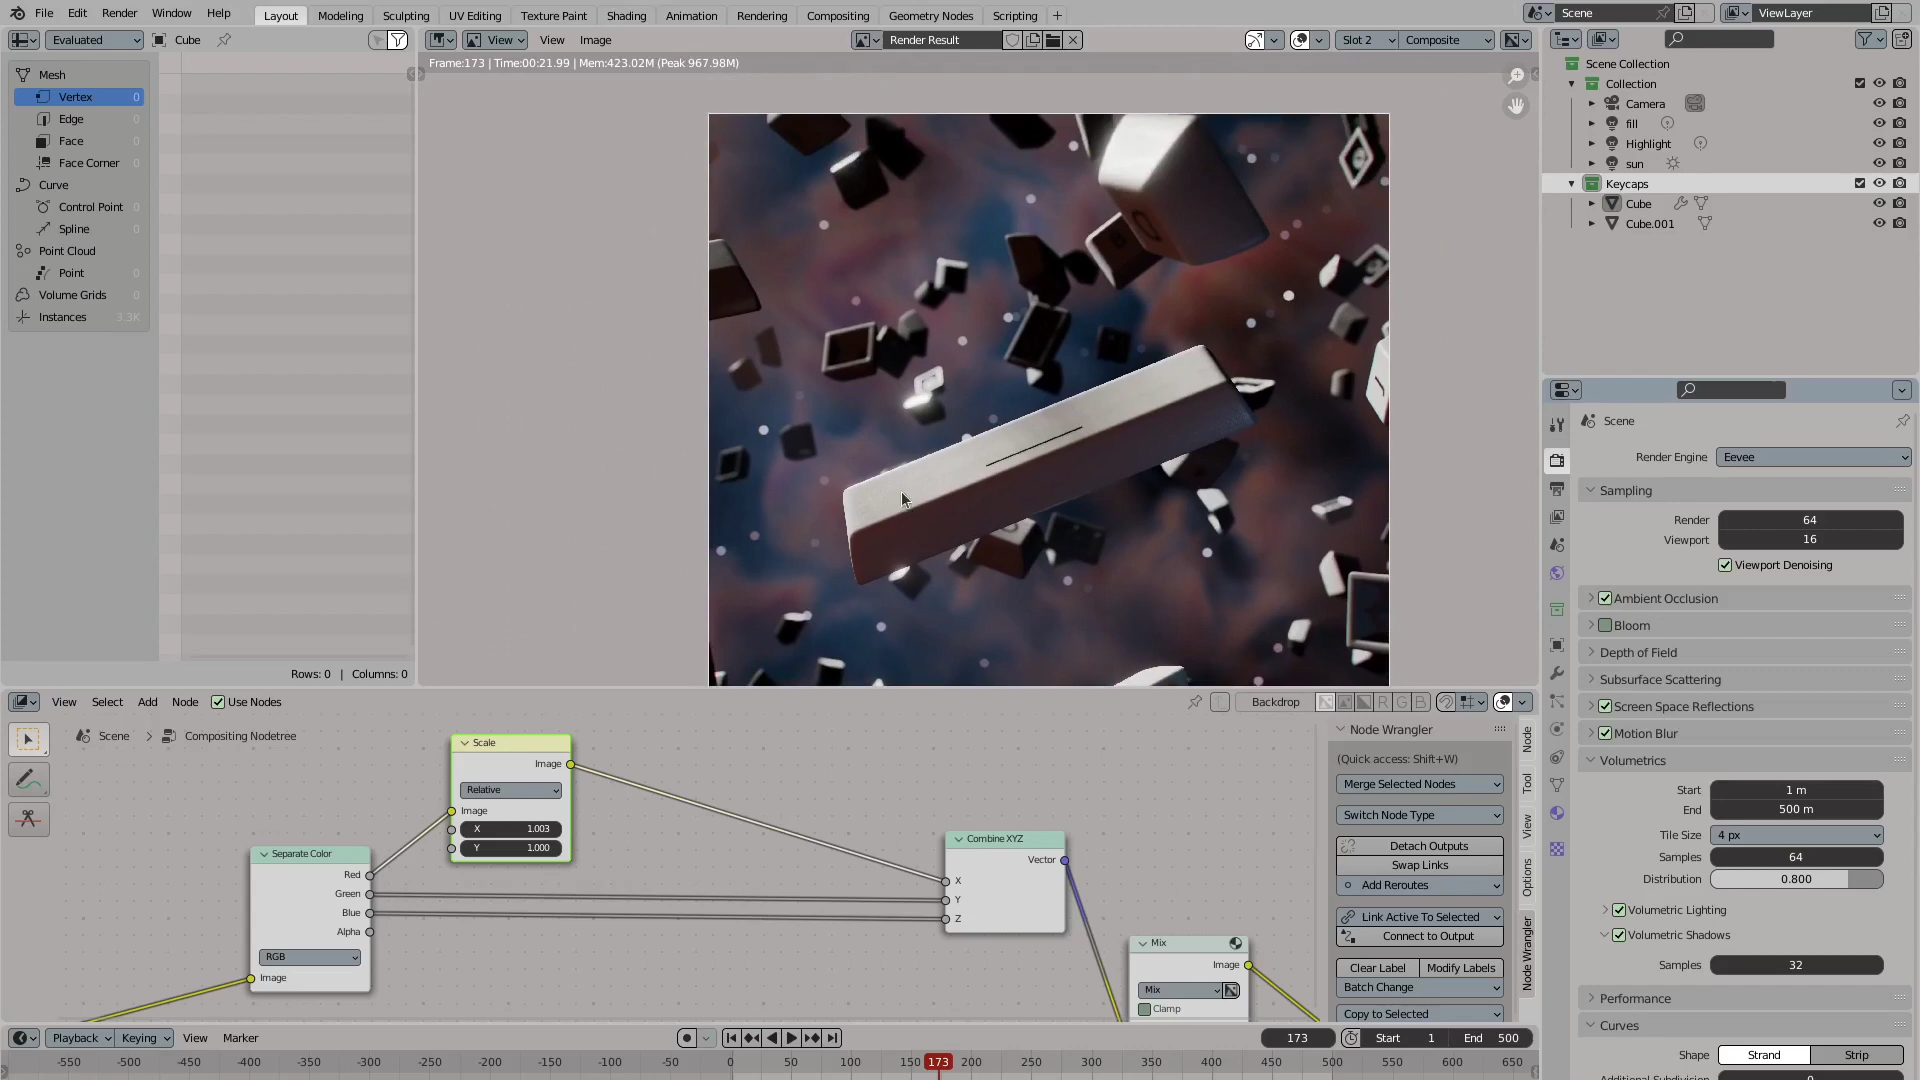 File Edit Render Window Help Layout Modeling Sculpting UV Editing Texture Paint Shading Animation Rendering Compositing Geometry Nodes Scripting + Scene ViewLayer
Evaluated Cube View View Image Render Result Slot 2 Composite
Frame:173 | Time:00:21.99 | Mem:423.02M (Peak 967.98M)
Mesh
Vertex 0
Edge 0
Face 0
Face Corner 0
Curve
Control Point 0
Spline 0
Point Cloud
Point 0
Volume Grids 0
Instances 3.3K
Rows: 0 | Columns: 0
Scene Collection
Collection
Camera
fill
Highlight
sun
Keycaps
Cube
Cube.001
Scene
Render Engine Eevee
Sampling
Render 64
Viewport 16
Viewport Denoising
Ambient Occlusion
Bloom
Depth of Field
Subsurface Scattering
Screen Space Reflections
Motion Blur
Volumetrics
Start 1 m
End 500 m
Tile Size 4 px
Samples 64
Distribution 0.800
Volumetric Lighting
Volumetric Shadows
Samples 32
Performance
Curves
Shape Strand Strip
View Select Add Node Use Nodes Backdrop R G B
Scene > Compositing Nodetree
Scale
Image
Relative
Image
X 1.003
Y 1.000
Separate Color
Red
Green
Blue
Alpha
RGB
Image
Combine XYZ
Vector
X
Y
Z
Mix
Image
Mix
Clamp
Node Wrangler
(Quick access: Shift+W)
Merge Selected Nodes
Switch Node Type
Detach Outputs
Swap Links
Add Reroutes
Link Active To Selected
Connect to Output
Clear Label Modify Labels
Batch Change
Copy to Selected
Node
Tool
View
Options
Node Wrangler
Playback Keying View Marker 173 Start 1 End 500
-550 -500 -450 -400 -350 -300 -250 -200 -150 -100 -50 0 50 100 150 173 200 250 300 350 400 450 500 550 600 650